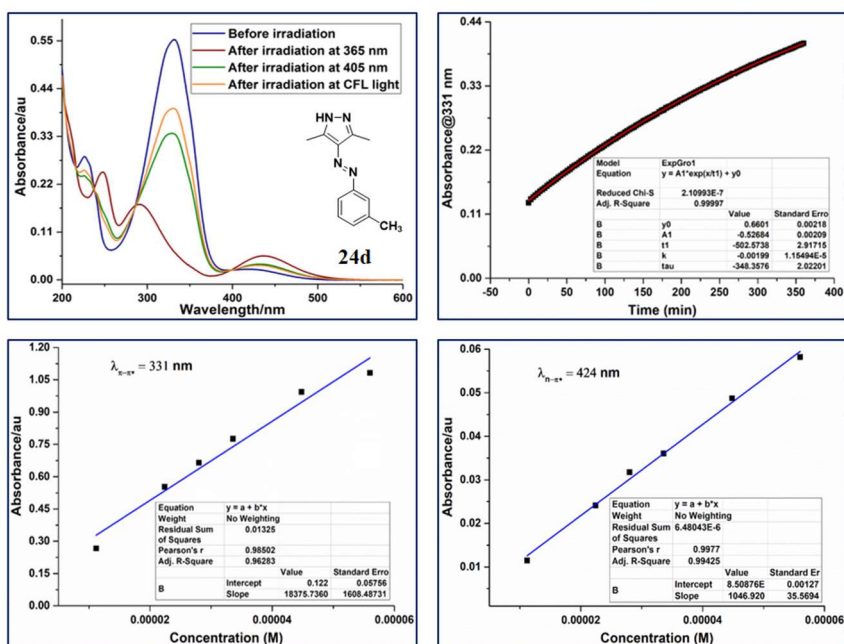 0.55
0.44
0.33
0.22
0.11
0.00
Absorbance/au
Before irradiation
After irradiation at 365 nm
After irradiation at 405 nm
After irradiation at CFL light
HN-N
N
N
CH₃
24d
200 300 400 500 600
Wavelength/nm
0.44
0.33
0.22
0.11
0.00
Absorbance@331 nm
Model ExpGro1
Equation y = A1*exp(x/t1) + y0
Reduced Chi-S 2.10993E-7
Adj. R-Square 0.99997
Value Standard Erro
B y0 0.6601 0.00218
B A1 -0.52684 0.00209
B t1 -502.5738 2.91715
B k -0.00199 1.15494E-5
B tau -348.3576 2.02201
-50 0 50 100 150 200 250 300 350 400
Time (min)
1.20
1.05
0.90
0.75
0.60
0.45
0.30
0.15
0.00
Absorbance/au
λπ-π* = 331 nm
Equation y = a + b*x
Weight No Weighting
Residual Sum of Squares 0.01325
Pearson's r 0.98502
Adj. R-Square 0.96283
Value Standard Erro
B Intercept 0.122 0.05756
Slope 18375.7360 1608.48731
0.00002 0.00004 0.00006
Concentration (M)
0.06
0.05
0.04
0.03
0.02
0.01
Absorbance/au
λn-π* = 424 nm
Equation y = a + b*x
Weight No Weighting
Residual Sum of Squares 6.48043E-6
Pearson's r 0.9977
Adj. R-Square 0.99425
Value Standard Er
B Intercept 8.50876E 0.00127
Slope 1046.920 35.5694
0.00002 0.00004 0.00006
Concentration (M)